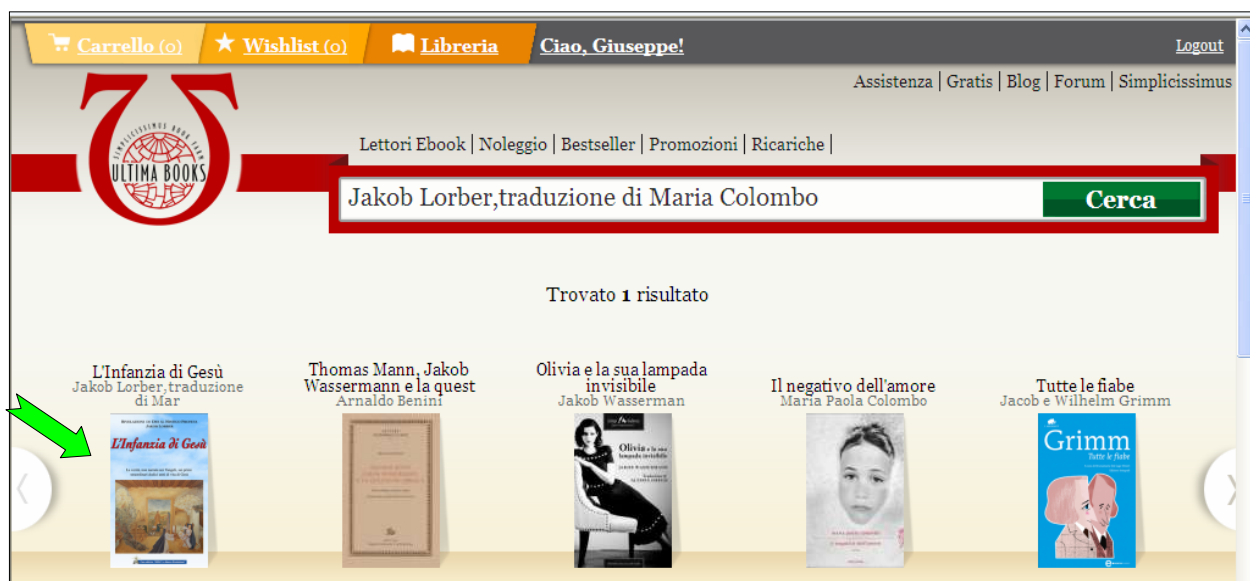 Carrello (0) Wishlist (0) Libreria Ciao, Giuseppe! Logout
Assistenza | Gratis | Blog | Forum | Simplicissimus
SIMPLICISSIMUS BOOK FARM
ULTIMA BOOKS
Lettori Ebook | Noleggio | Bestseller | Promozioni | Ricariche |
Jakob Lorber,traduzione di Maria Colombo Cerca
Trovato 1 risultato
L'Infanzia di Gesù
Jakob Lorber,traduzione
di Mar
Thomas Mann, Jakob
Wassermann e la quest
Arnaldo Benini
Olivia e la sua lampada
invisibile
Jakob Wasserman
Il negativo dell'amore
Maria Paola Colombo
Tutte le fiabe
Jacob e Wilhelm Grimm
L'Infanzia di Gesù
Olivia e la sua
lampada invisibile
JAKOB WASSERMANN
Grimm
Tutte le fiabe